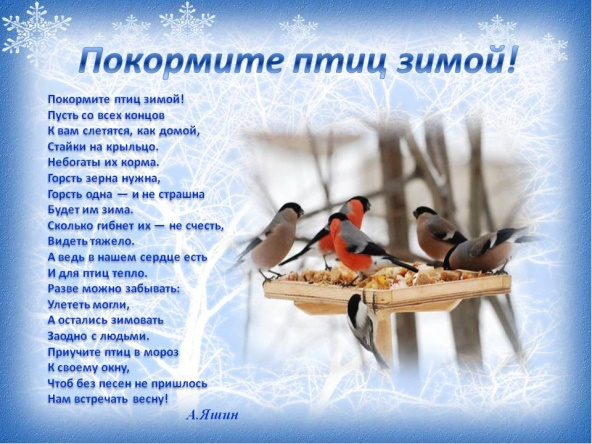 Покормите птиц зимой!
Покормите птиц зимой!
Пусть со всех концов
К вам слетятся, как домой,
Стайки на крыльцо.
Небогаты их корма.
Горсть зерна нужна,
Горсть одна — и не страшна
Будет им зима.
Сколько гибнет их — не счесть,
Видеть тяжело.
А ведь в нашем сердце есть
И для птиц тепло.
Разве можно забывать:
Улететь могли,
А остались зимовать
Заодно с людьми.
Приучите птиц в мороз
К своему окну,
Чтоб без песен не пришлось
Нам встречать весну!
А.Яшин